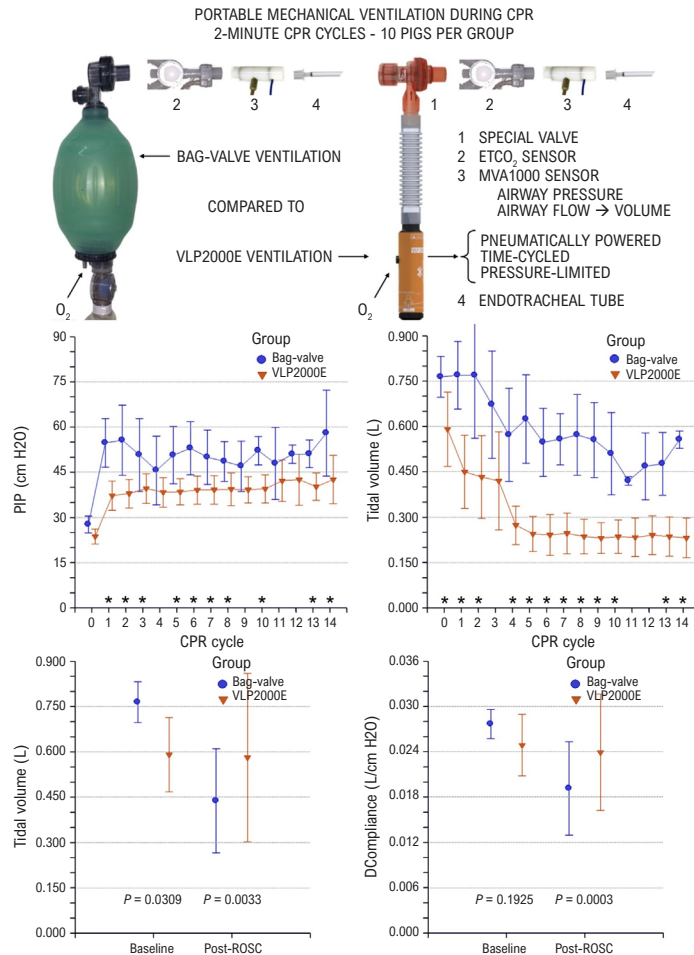 PORTABLE MECHANICAL VENTILATION DURING CPR
2-MINUTE CPR CYCLES - 10 PIGS PER GROUP
2
3
4
1
2
3
4
BAG-VALVE VENTILATION
COMPARED TO
VLP2000E VENTILATION
O₂
O₂
1 SPECIAL VALVE
2 ETCO₂ SENSOR
3 MVA1000 SENSOR
AIRWAY PRESSURE
AIRWAY FLOW → VOLUME
PNEUMATICALLY POWERED
TIME-CYCLED
PRESSURE-LIMITED
4 ENDOTRACHEAL TUBE
Group
Bag-valve
VLP2000E
PIP (cm H2O)
90
75
60
45
30
15
0
* * * * * * * * * *
0 1 2 3 4 5 6 7 8 9 10 11 12 13 14
CPR cycle
Group
Bag-valve
VLP2000E
Tidal volume (L)
0.900
0.750
0.600
0.450
0.300
0.150
0.000
* * * * * * * * * * * *
0 1 2 3 4 5 6 7 8 9 10 11 12 13 14
CPR cycle
Group
Bag-valve
VLP2000E
Tidal volume (L)
0.900
0.750
0.600
0.450
0.300
0.150
0.000
P = 0.0309 P = 0.0033
Baseline Post-ROSC
Group
Bag-valve
VLP2000E
DCompliance (L/cm H2O)
0.036
0.030
0.024
0.018
0.012
0.006
0.000
P = 0.1925 P = 0.0003
Baseline Post-ROSC